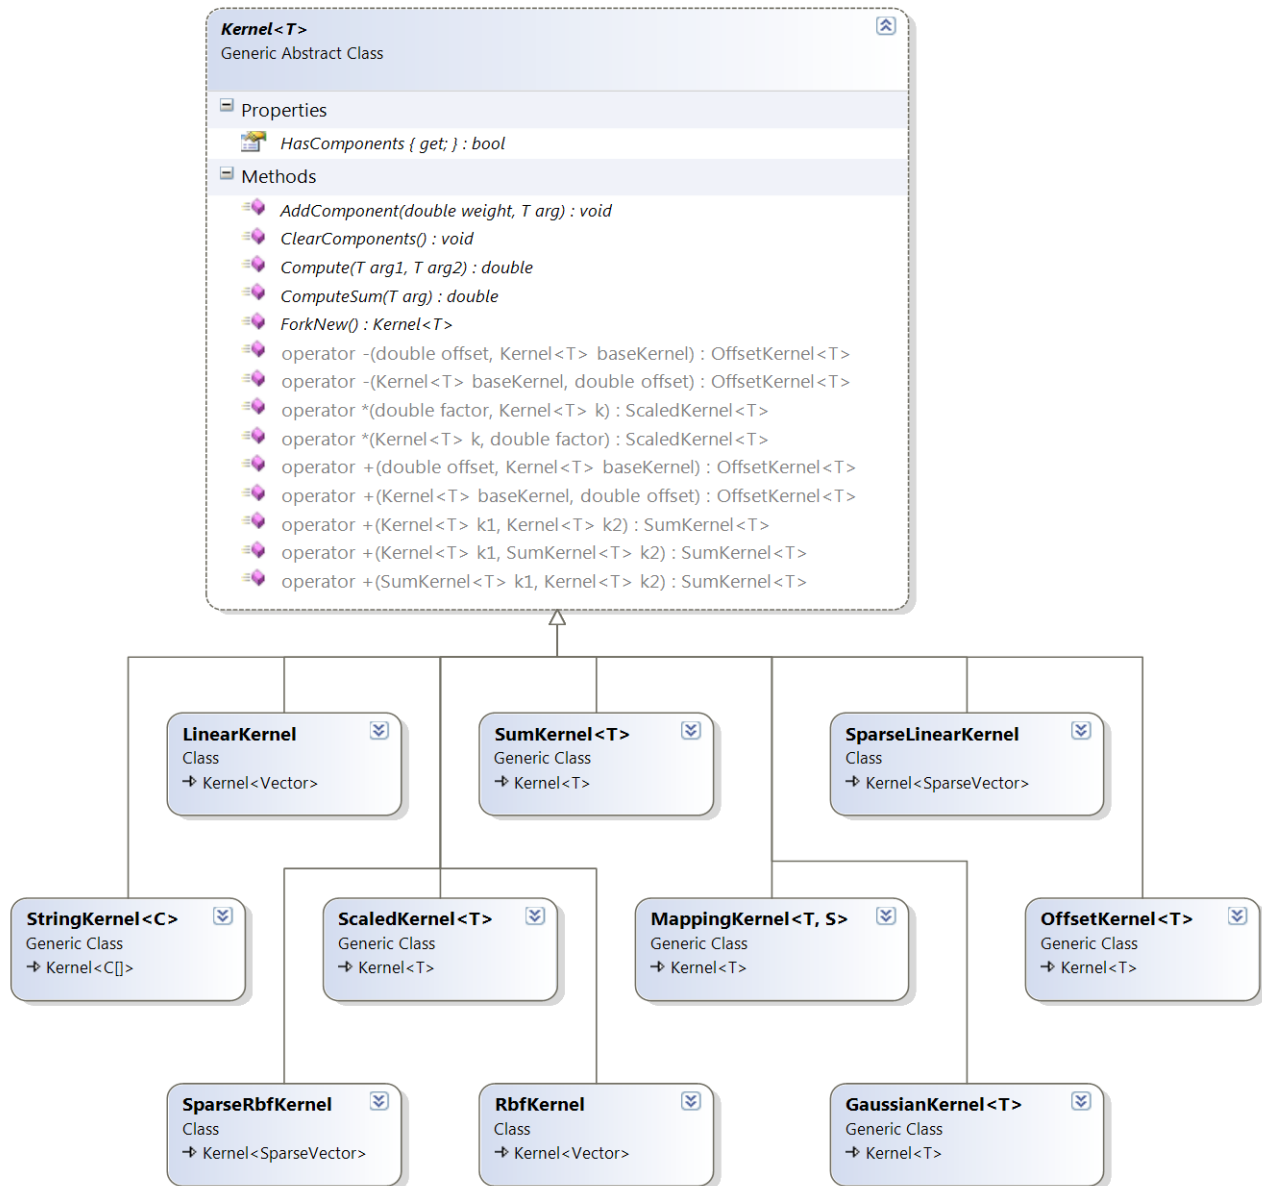 Kernel<T>
Generic Abstract Class
Properties
HasComponents { get; } : bool
Methods
AddComponent(double weight, T arg) : void
ClearComponents() : void
Compute(T arg1, T arg2) : double
ComputeSum(T arg) : double
ForkNew() : Kernel<T>
operator -(double offset, Kernel<T> baseKernel) : OffsetKernel<T>
operator -(Kernel<T> baseKernel, double offset) : OffsetKernel<T>
operator *(double factor, Kernel<T> k) : ScaledKernel<T>
operator *(Kernel<T> k, double factor) : ScaledKernel<T>
operator +(double offset, Kernel<T> baseKernel) : OffsetKernel<T>
operator +(Kernel<T> baseKernel, double offset) : OffsetKernel<T>
operator +(Kernel<T> k1, Kernel<T> k2) : SumKernel<T>
operator +(Kernel<T> k1, SumKernel<T> k2) : SumKernel<T>
operator +(SumKernel<T> k1, Kernel<T> k2) : SumKernel<T>
LinearKernel
Class
Kernel<Vector>
SumKernel<T>
Generic Class
Kernel<T>
SparseLinearKernel
Class
Kernel<SparseVector>
StringKernel<C>
Generic Class
Kernel<C[]>
ScaledKernel<T>
Generic Class
Kernel<T>
MappingKernel<T, S>
Generic Class
Kernel<T>
OffsetKernel<T>
Generic Class
Kernel<T>
SparseRbfKernel
Class
Kernel<SparseVector>
RbfKernel
Class
Kernel<Vector>
GaussianKernel<T>
Generic Class
Kernel<T>